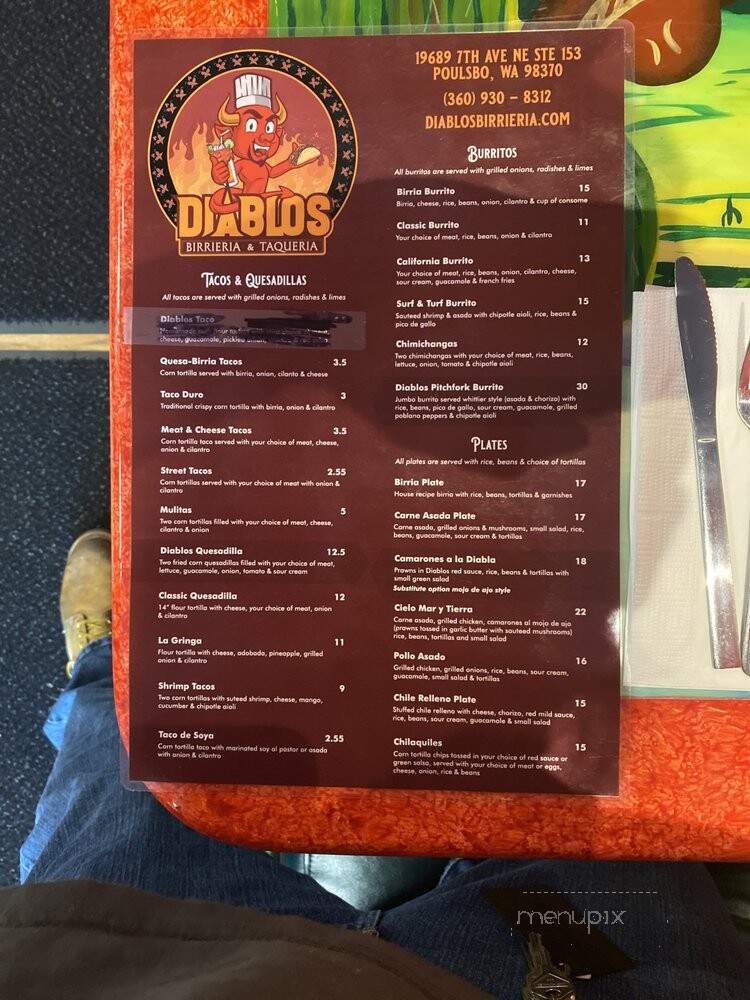 DIABLOS
BIRRIERIA & TAQUERIA
TACOS & QUESADILLAS
All tacos are served with grilled onions, radishes & limes
Diablos Taco
cheese, guacamole, pickled onion,
Quesa-Birria Tacos 3.5
Corn tortilla served with birria, onion, cilanto & cheese
Taco Duro 3
Traditional crispy corn tortilla with birria, onion & cilantro
Meat & Cheese Tacos 3.5
Corn tortilla taco served with your choice of meat, cheese,
onion & cilantro
Street Tacos 2.55
Corn tortillas served with your choice of meat with onion &
cilantro
Mulitas 5
Two corn tortillas filled with your choice of meat, cheese,
cilantro & onion
Diablos Quesadilla 12.5
Two fried corn quesadillas filled with your choice of meat,
lettuce, guacamole, onion, tomato & sour cream
Classic Quesadilla 12
14" flour tortilla with cheese, your choice of meat, onion
& cilantro
La Gringa 11
Flour tortilla with cheese, adobada, pineapple, grilled
onion & cilantro
Shrimp Tacos 9
Two corn tortillas with suteed shrimp, cheese, mango,
cucumber & chipotle aioli
Taco de Soya 2.55
Corn tortilla taco with marinated soy al pastor or asada
with onion & cilantro
19689 7TH AVE NE STE 153
POULSBO, WA 98370
(360) 930 - 8312
DIABLOSBIRRIERIA.COM
BURRITOS
All burritos are served with grilled onions, radishes & limes
Birria Burrito 15
Birria, cheese, rice, beans, onion, cilantro & cup of consome
Classic Burrito 11
Your choice of meat, rice, beans, onion & cilantro
California Burrito 13
Your choice of meat, rice, beans, onion, cilantro, cheese,
sour cream, guacamole & french fries
Surf & Turf Burrito 15
Sauteed shrimp & asada with chipotle aioli, rice, beans &
pico de gallo
Chimichangas 12
Two chimichangas with your choice of meat, rice, beans,
lettuce, onion, tomato & chipotle aioli
Diablos Pitchfork Burrito 30
Jumbo burrito served whittier style (asada & chorizo) with
rice, beans, pico de gallo, sour cream, guacamole, grilled
poblano peppers & chipotle aioli
PLATES
All plates are served with rice, beans & choice of tortillas
Birria Plate 17
House recipe birria with rice, beans, tortillas & garnishes
Carne Asada Plate 17
Carne asada, grilled onions & mushrooms, small salad, rice,
beans, guacamole, sour cream & tortillas
Camarones a la Diabla 18
Prawns in Diablos red sauce, rice, beans & tortillas with
small green salad
Substitute option mojo de ajo style
Cielo Mar y Tierra 22
Carne asada, grilled chicken, camarones al mojo de ajo
(prawns tossed in garlic butter with sauteed mushrooms)
rice, beans, tortillas and small salad
Pollo Asado 16
Grilled chicken, grilled onions, rice, beans, sour cream,
guacamole, small salad & tortillas
Chile Relleno Plate 15
Stuffed chile relleno with cheese, chorizo, red mild sauce,
rice, beans, sour cream, guacamole & small salad
Chilaquiles 15
Corn tortilla chips tossed in your choice of red sauce or
green salsa, served with your choice of meat or eggs,
cheese, onion, rice & beans
menupix